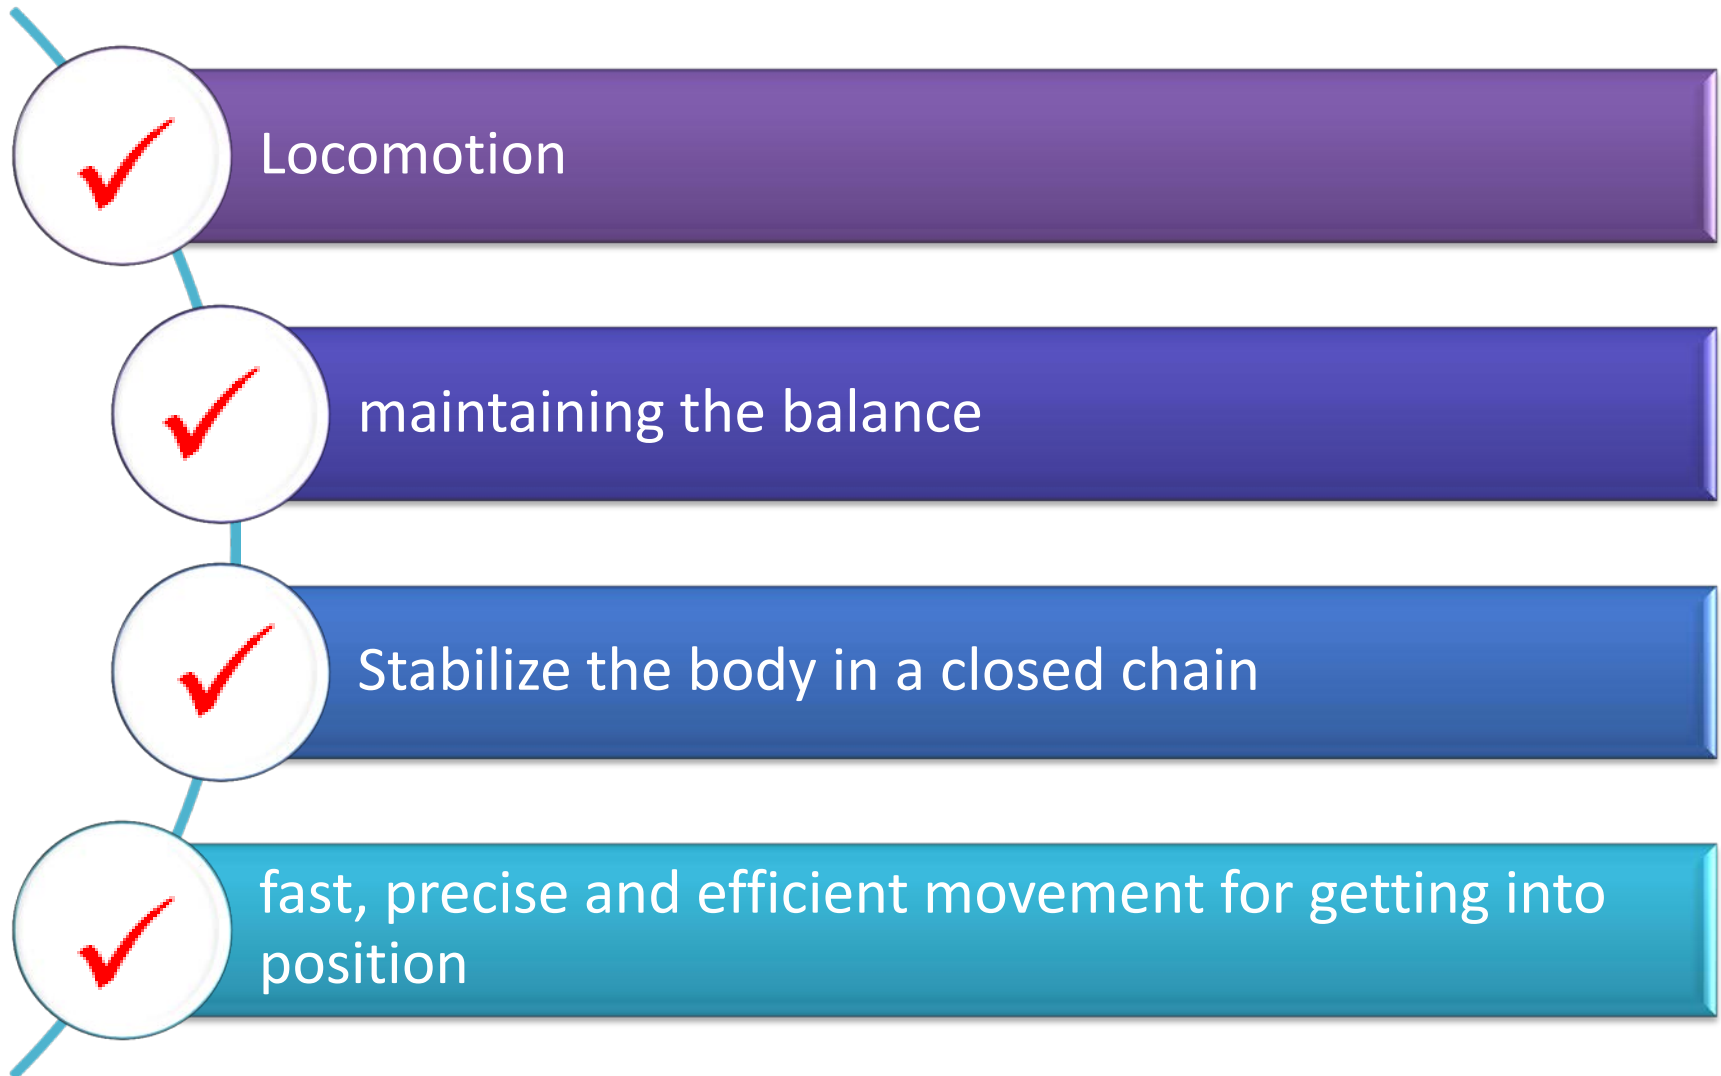 Locomotion
maintaining the balance
Stabilize the body in a closed chain
fast, precise and efficient movement for getting into
position